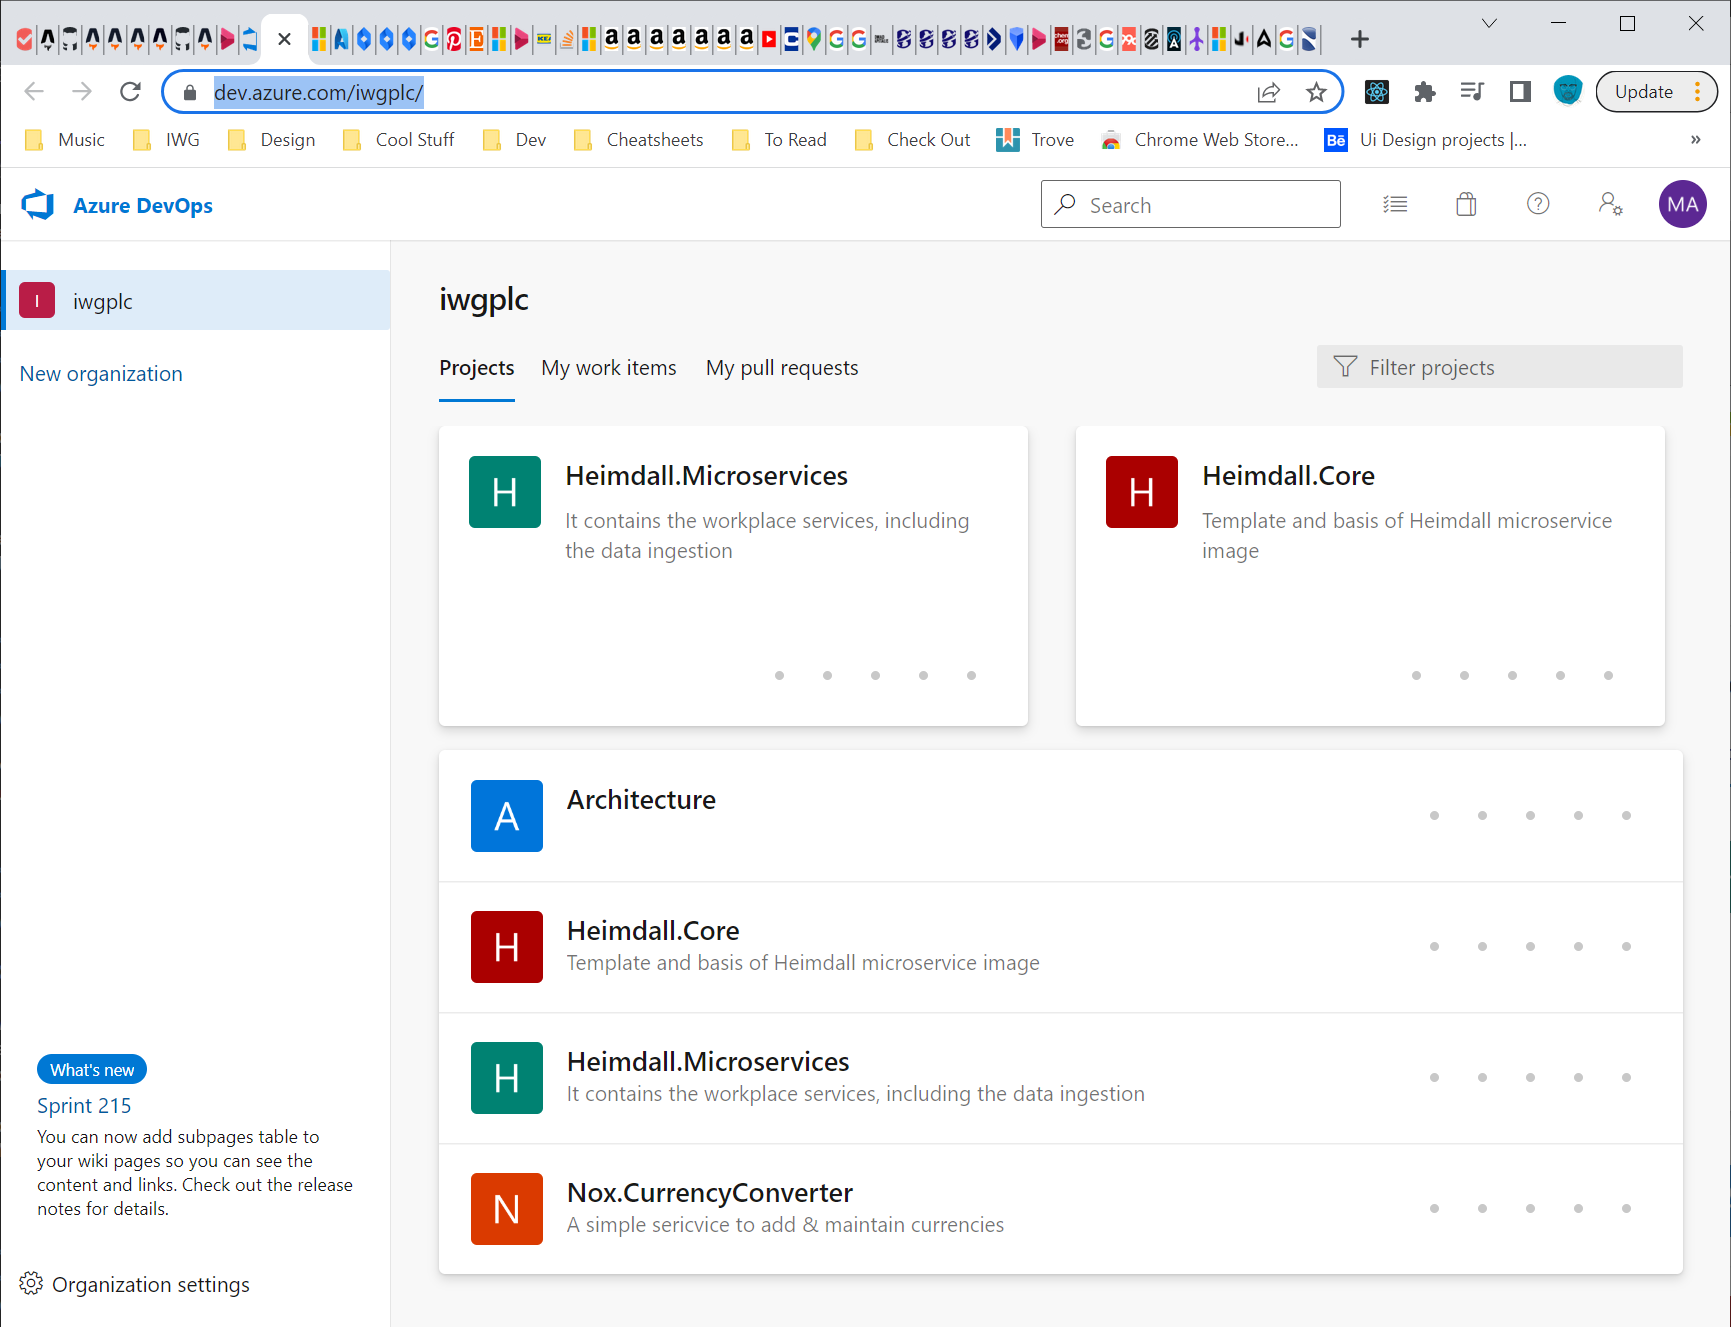 dev.azure.com/iwgplc/
Update
Music
IWG
Design
Cool Stuff
Dev
Cheatsheets
To Read
Check Out
Trove
Chrome Web Store...
Bē
Ui Design projects |...
»
Azure DevOps
Search
MA
I
iwgplc
New organization
iwgplc
Projects
My work items
My pull requests
Filter projects
H
Heimdall.Microservices
It contains the workplace services, including
the data ingestion
H
Heimdall.Core
Template and basis of Heimdall microservice
image
A
Architecture
H
Heimdall.Core
Template and basis of Heimdall microservice image
H
Heimdall.Microservices
It contains the workplace services, including the data ingestion
N
Nox.CurrencyConverter
A simple sericvice to add & maintain currencies
What's new
Sprint 215
You can now add subpages table to
your wiki pages so you can see the
content and links. Check out the release
notes for details.
Organization settings